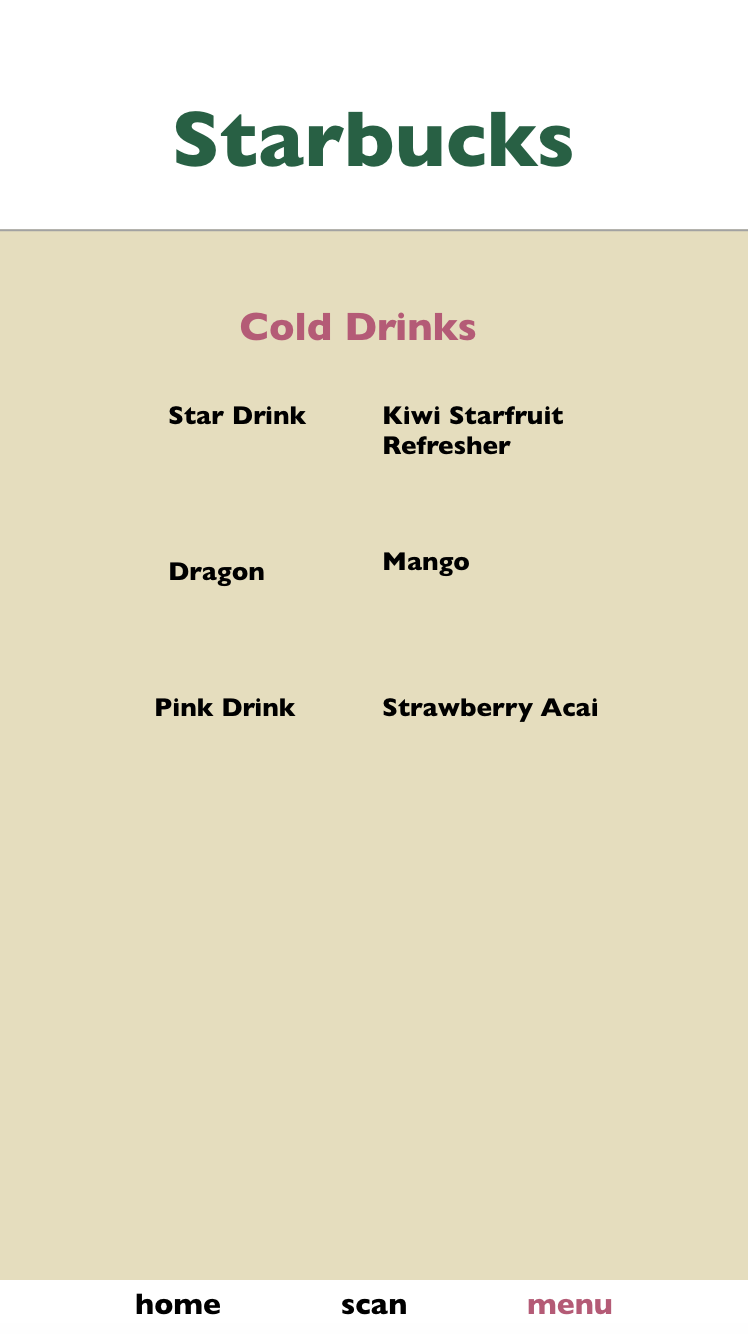 Starbucks
Cold Drinks
Star Drink
Kiwi Starfruit
Refresher
Dragon
Mango
Pink Drink
Strawberry Acai
home
scan
menu